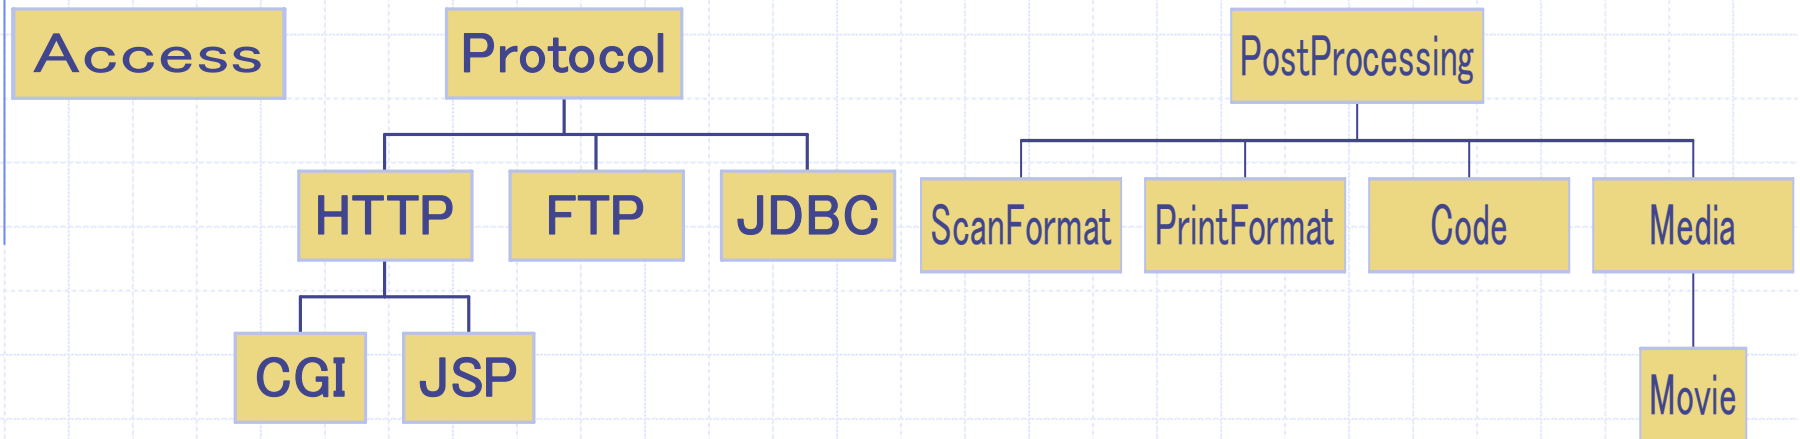 Access
Protocol
PostProcessing
HTTP
FTP
JDBC
ScanFormat
PrintFormat
Code
Media
CGI
JSP
Movie